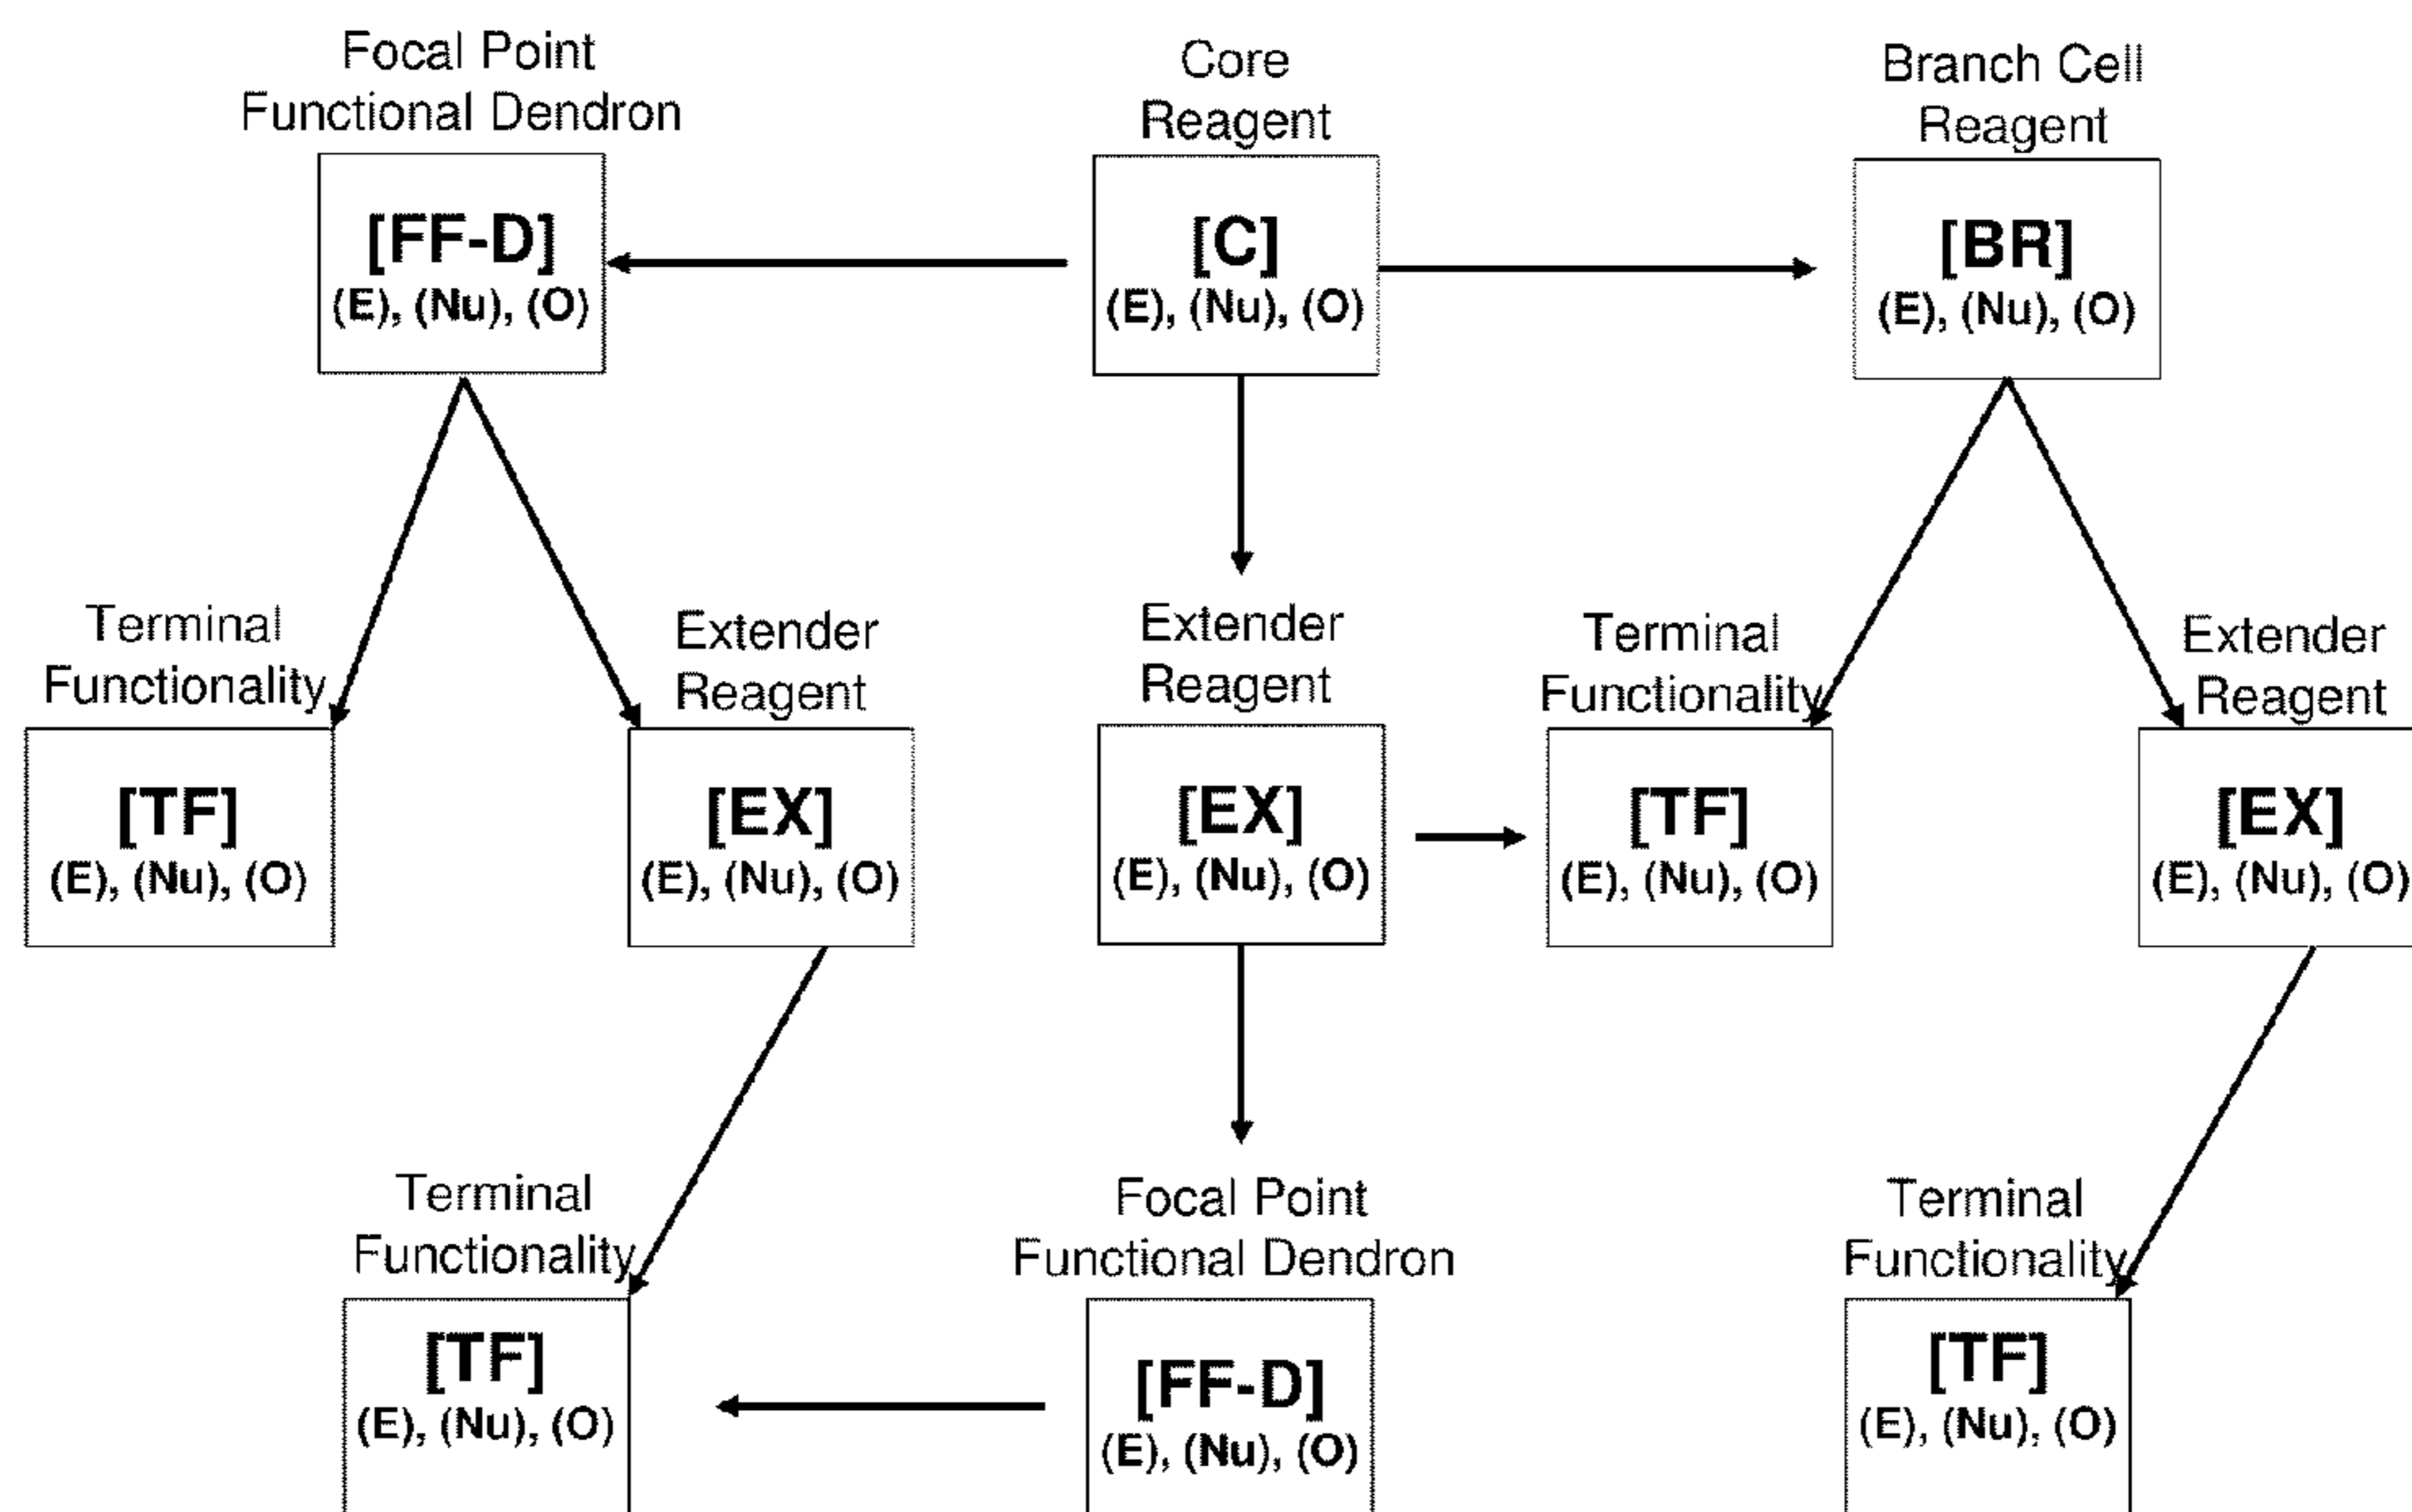 Focal Point
Functional Dendron
[FF-D]
(E), (Nu), (O)
Core
Reagent
[C]
(E), (Nu), (O)
Branch Cell
Reagent
[BR]
(E), (Nu), (O)
Terminal
Functionality
[TF]
(E), (Nu), (O)
Extender
Reagent
[EX]
(E), (Nu), (O)
Extender
Reagent
[EX]
(E), (Nu), (O)
Terminal
Functionality
[TF]
(E), (Nu), (O)
Extender
Reagent
[EX]
(E), (Nu), (O)
Terminal
Functionality
[TF]
(E), (Nu), (O)
Focal Point
Functional Dendron
[FF-D]
(E), (Nu), (O)
Terminal
Functionality
[TF]
(E), (Nu), (O)